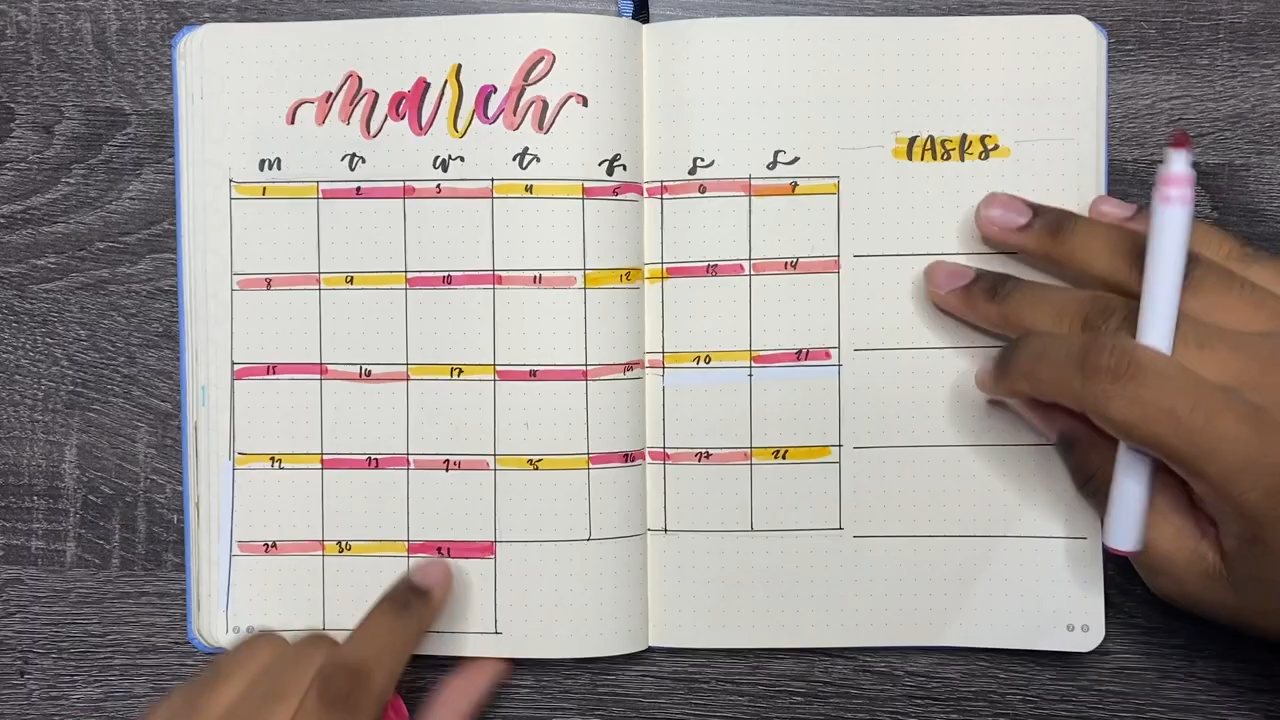 march
m t w t f s s
TASKS
1 2 3 4 5 6 7
8 9 10 11 12 13 14
15 16 17 18 19 20 21
22 23 24 25 26 27 28
29 30 31